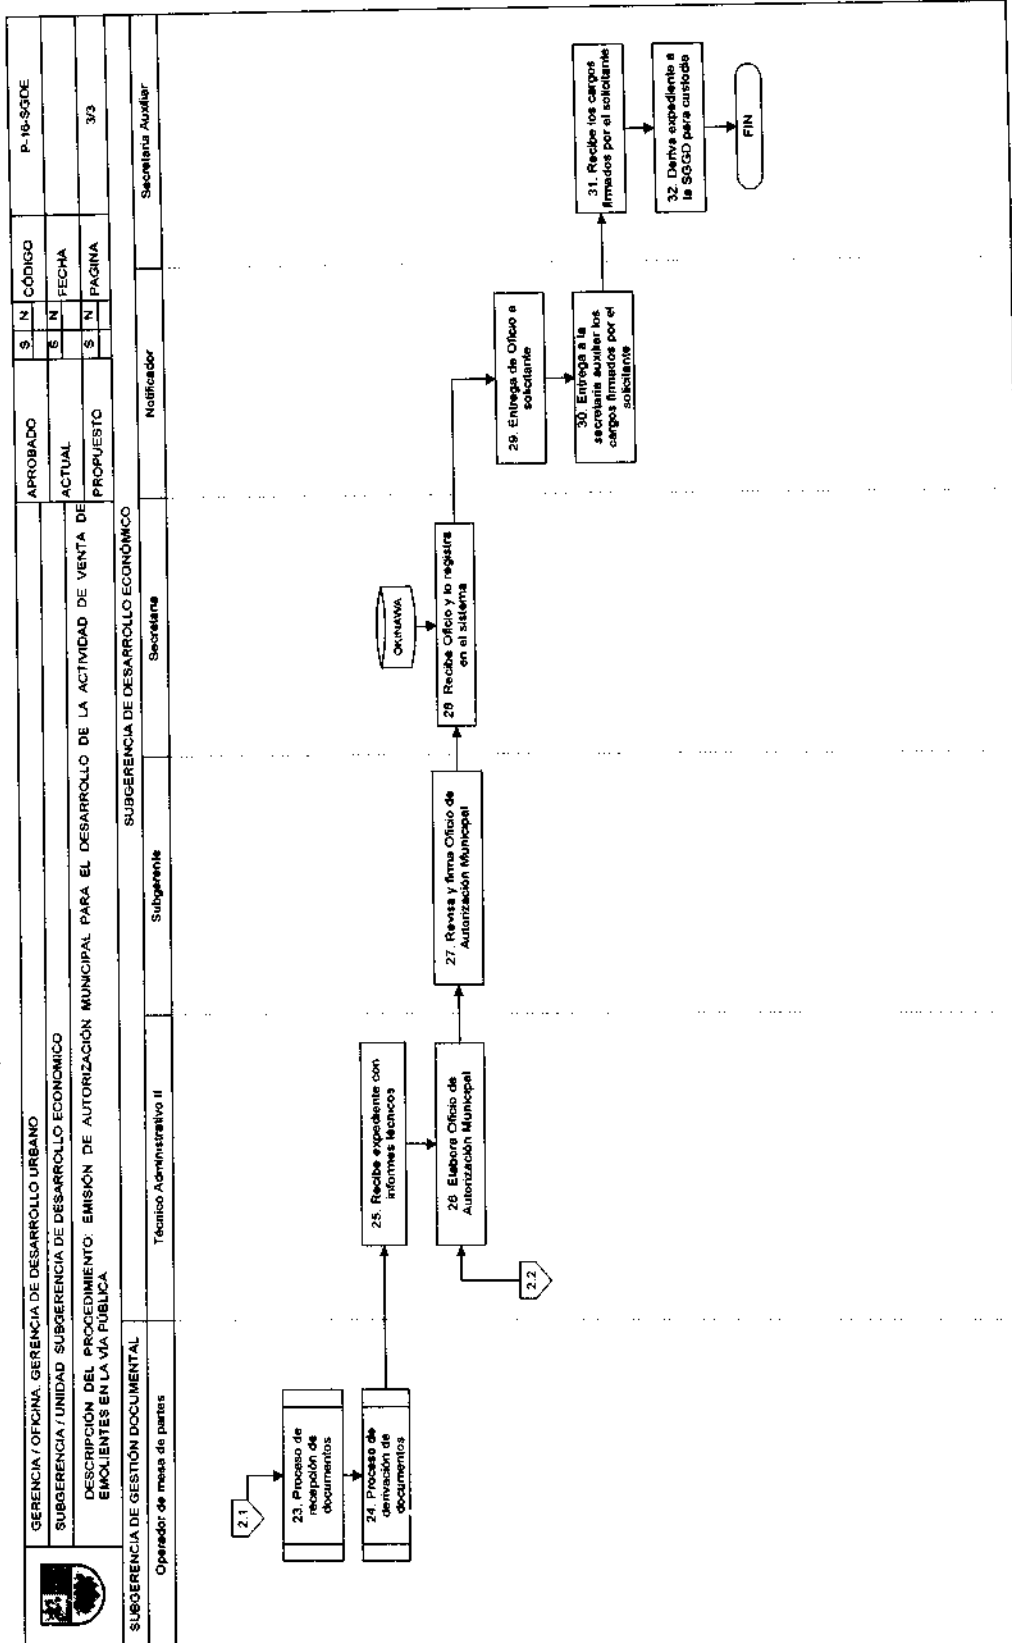 GERENCIA / OFICINA. GERENCIA DE DESARROLLO URBANO
APROBADO
S N CÓDIGO
P-16-SGDE
SUBGERENCIA / UNIDAD SUBGERENCIA DE DESARROLLO ECONOMICO
ACTUAL
S N FECHA
DESCRIPCIÓN DEL PROCEDIMIENTO: EMISIÓN DE AUTORIZACIÓN MUNICIPAL PARA EL DESARROLLO DE LA ACTIVIDAD DE VENTA DE
EMOLIENTES EN LA VÍA PÚBLICA
PROPUESTO
S N PAGINA
3/3
SUBGERENCIA DE GESTIÓN DOCUMENTAL
SUBGERENCIA DE DESARROLLO ECONÓMICO
Operador de mesa de partes
Técnico Administrativo II
Subgerente
Secretaria
Notificador
Secretaria Auxiliar
2.1
23. Proceso de
recepción de
documentos
24. Proceso de
derivación de
documentos
25. Recibe expediente con
informes técnicos
26 Elabora Oficio de
Autorización Municipal
2.2
27. Revisa y firma Oficio de
Autorización Municipal
OKINAWA
28 Recibe Oficio y lo registra
en el sistema
29. Entrega de Oficio a
solicitante
30. Entrega a la
secretaria auxiliar los
cargos firmados por el
solicitante
31. Recibe los cargos
firmados por el solicitante
32. Deriva expediente a
la SGGD para custodia
FIN